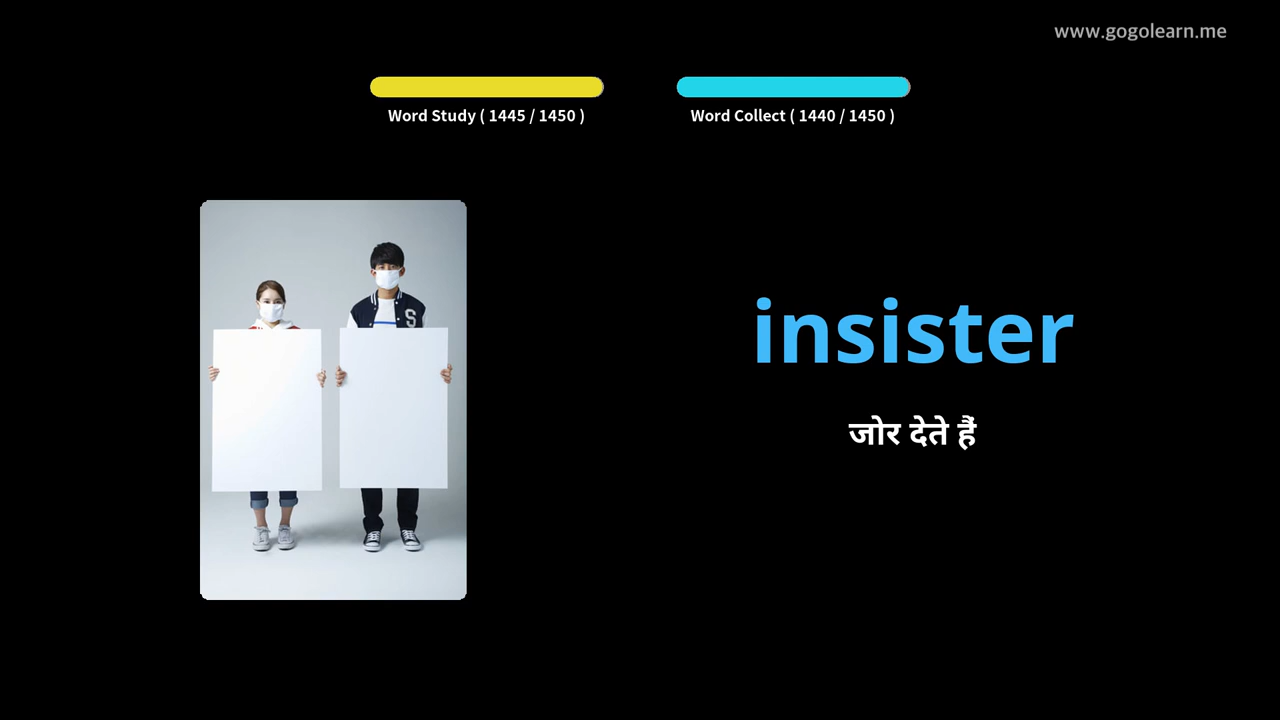 www.gogolearn.me
Word Study ( 1445 / 1450 )
Word Collect ( 1440 / 1450 )
S
insister
जोर देते हैं